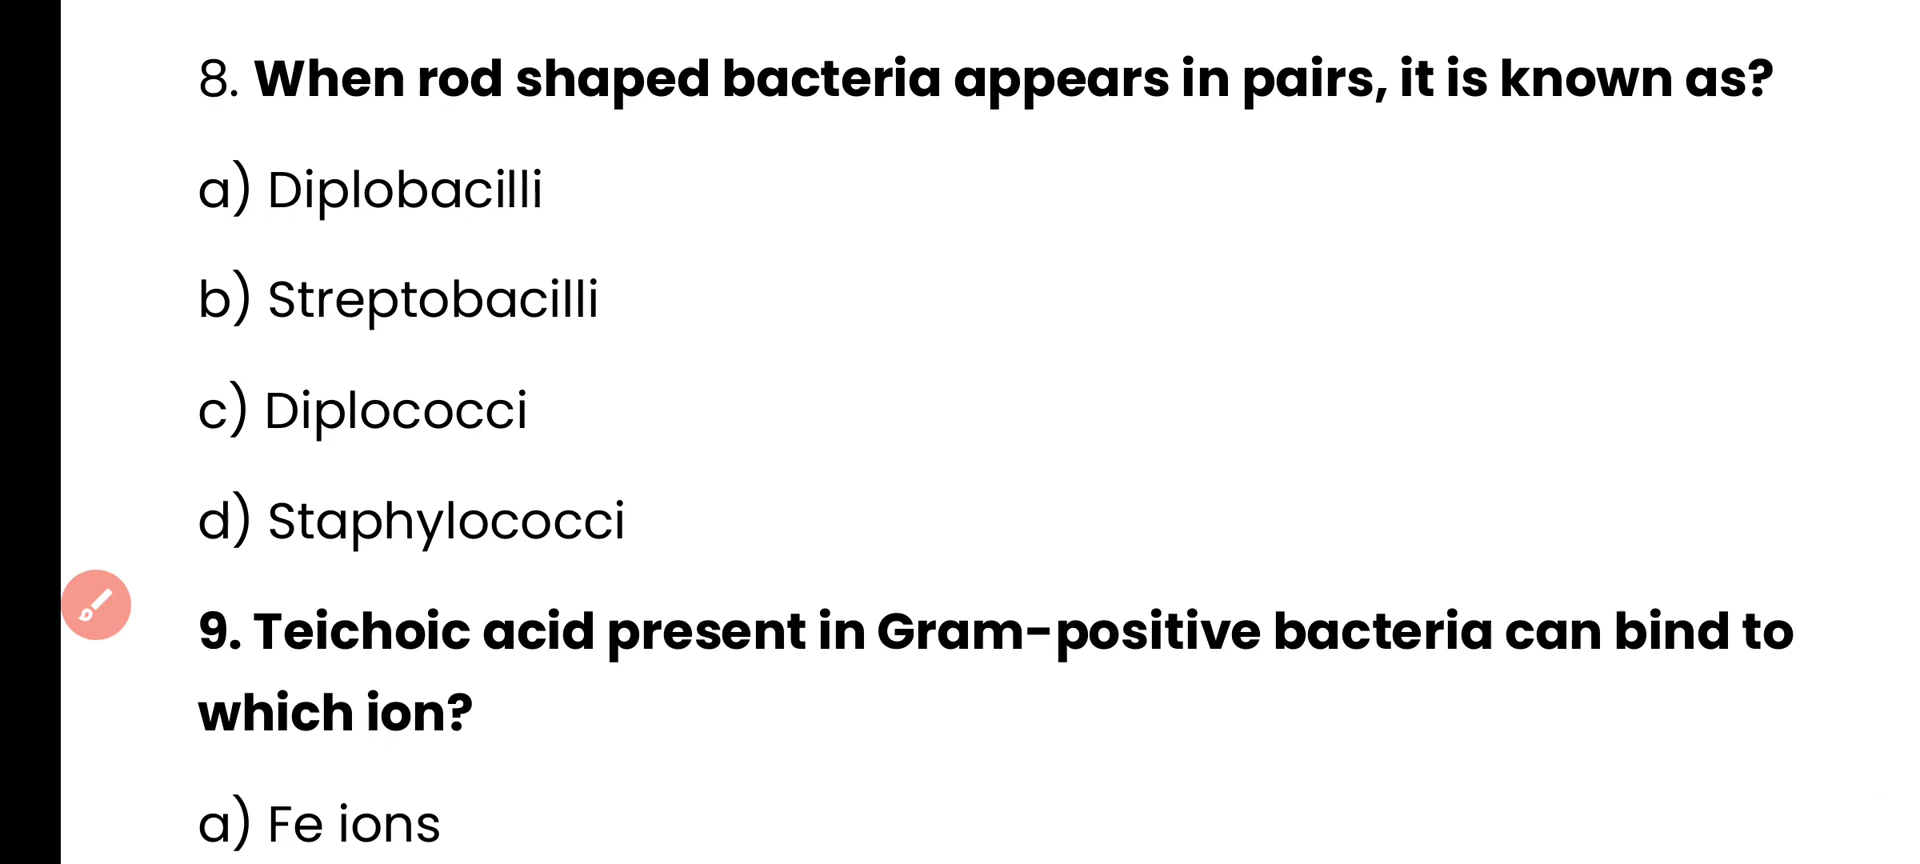 8. When rod shaped bacteria appears in pairs, it is known as?
a) Diplobacilli
b) Streptobacilli
c) Diplococci
d) Staphylococci
9. Teichoic acid present in Gram-positive bacteria can bind to
which ion?
a) Fe ions